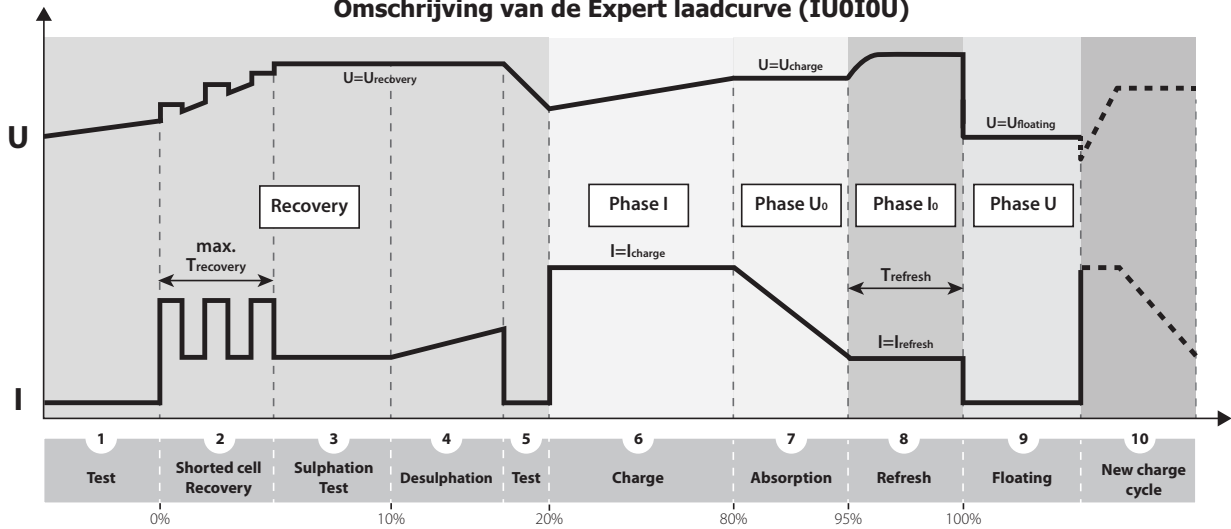 Omschrijving van de Expert laadcurve (IU0I0U)
U
U=Urecovery
U=Ucharge
U=Ufloating
Recovery
Phase I
Phase U0
Phase I0
Phase U
max.
Trecovery
I=Icharge
Trefresh
I=Irefresh
I
1 2 3 4 5 6 7 8 9 10
Test
Shorted cell
Recovery
Sulphation
Test
Desulphation
Test
Charge
Absorption
Refresh
Floating
New charge
cycle
0% 10% 20% 80% 95% 100%